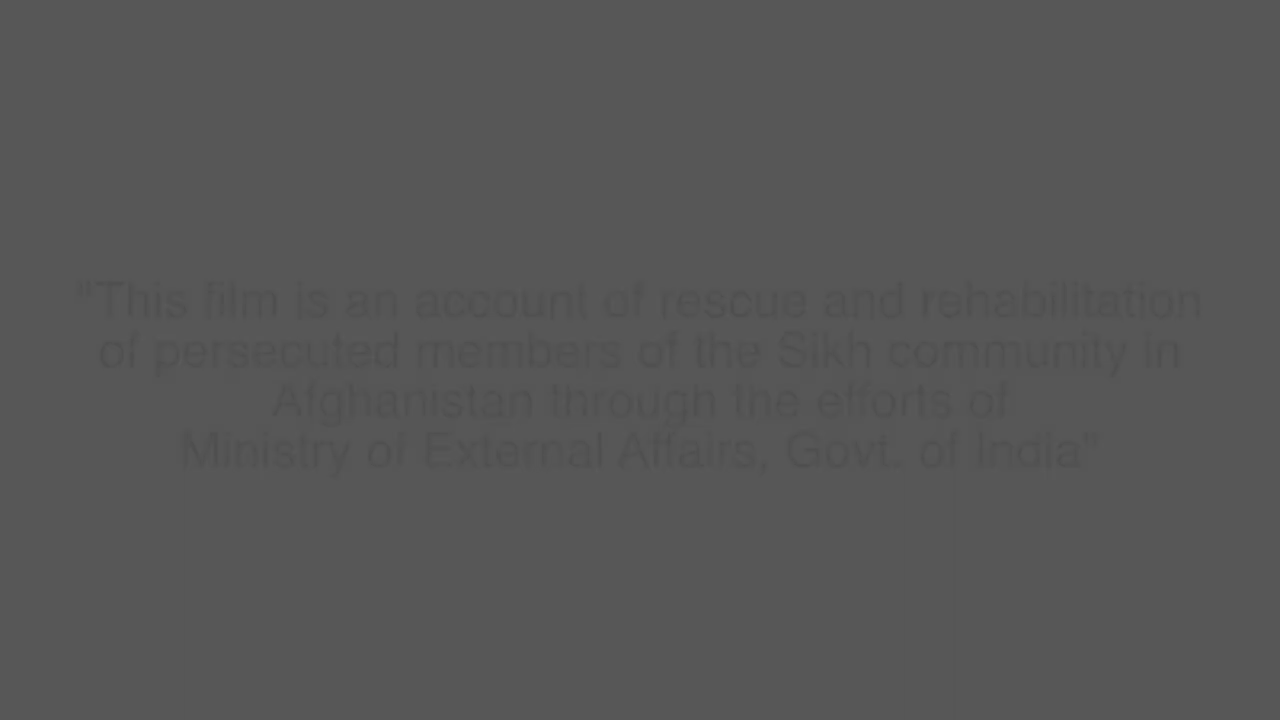 "This film is an account of rescue and rehabilitation
of persecuted members of the Sikh community in
Afghanistan through the efforts of
Ministry of External Affairs, Govt. of India"